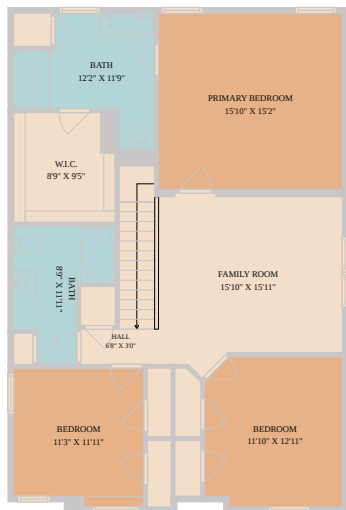 BATH
12'2" X 11'9"
PRIMARY BEDROOM
15'10" X 15'2"
W.I.C.
8'9" X 9'5"
BATH
8'9" X 11'11"
FAMILY ROOM
15'10" X 15'11"
HALL
6'8" X 3'0"
BEDROOM
11'3" X 11'11"
BEDROOM
11'10" X 12'11"